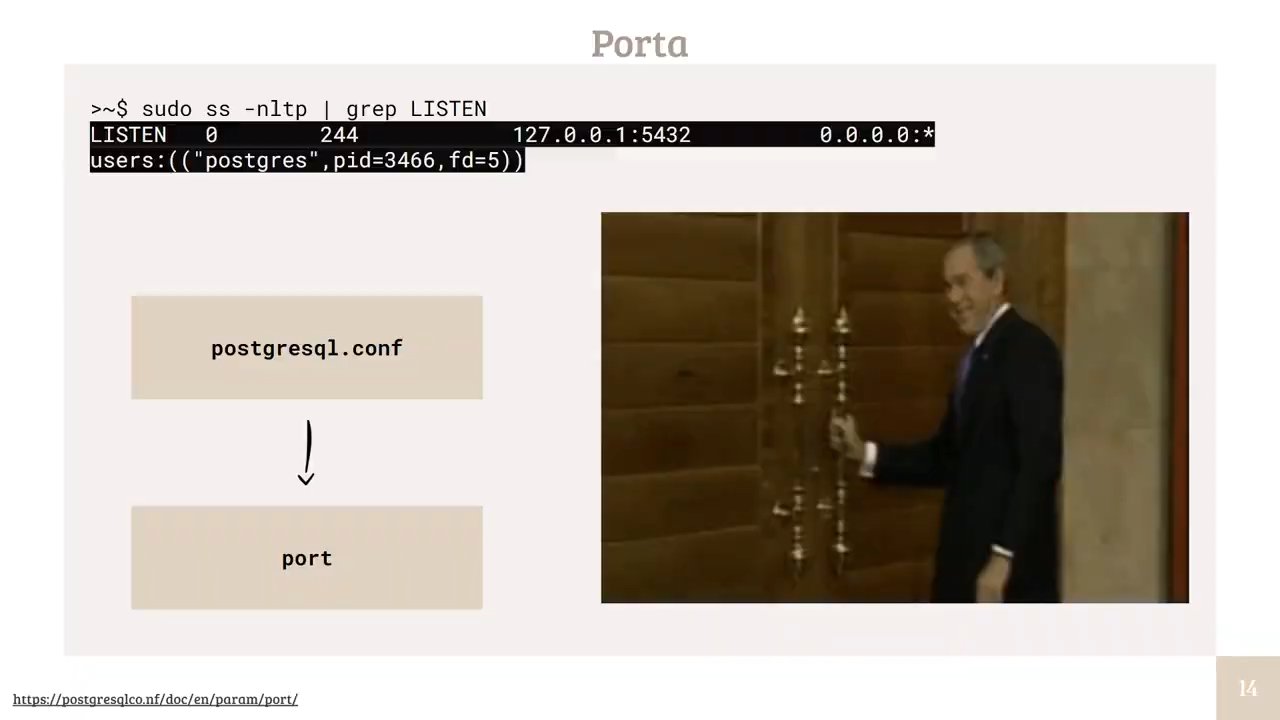 Porta
>~$ sudo ss -nltp | grep LISTEN
LISTEN 0 244 127.0.0.1:5432 0.0.0.0:*
users:(("postgres",pid=3466,fd=5))
postgresql.conf
port
https://postgresqlco.nf/doc/en/param/port/
14